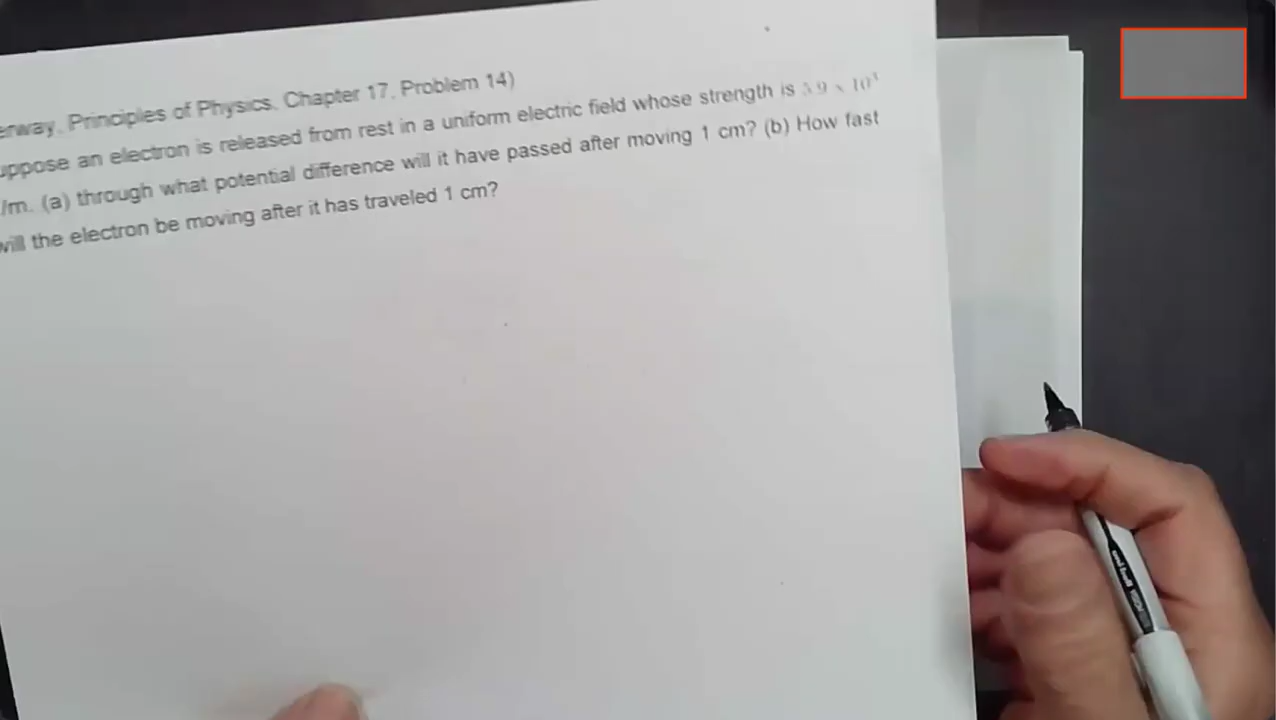 erway, Principles of Physics, Chapter 17, Problem 14)
uppose an electron is released from rest in a uniform electric field whose strength is
/m. (a) through what potential difference will it have passed after moving 1 cm? (b) How fast
will the electron be moving after it has traveled 1 cm?
uni-ball